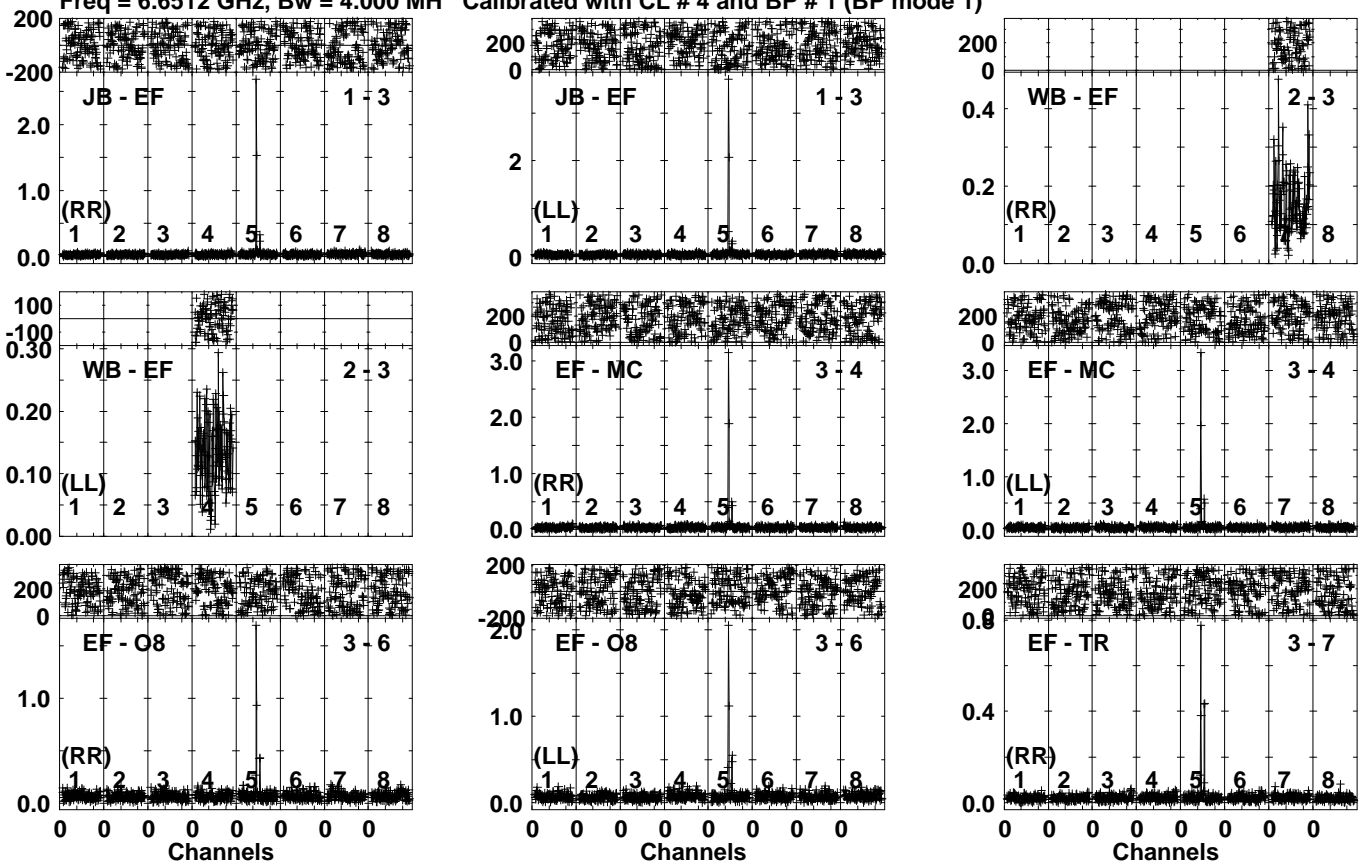 Freq = 6.6512 GHz, Bw = 4.000 MH Calibrated with CL # 4 and BP # 1 (BP mode 1)
200
-200
JB - EF 1 - 3
2.0
1.0
0.0
(RR)
1 2 3 4 5 6 7 8
200
0
JB - EF 1 - 3
2
0
(LL)
1 2 3 4 5 6 7 8
200
0
WB - EF 2 - 3
0.4
0.2
0.0
(RR)
1 2 3 4 5 6 7 8
100
-100
0.30
WB - EF 2 - 3
0.20
0.10
0.00
(LL)
1 2 3 4 5 6 7 8
200
0
EF - MC 3 - 4
3.0
2.0
1.0
0.0
(RR)
1 2 3 4 5 6 7 8
200
0
EF - MC 3 - 4
3.0
2.0
1.0
0.0
(LL)
1 2 3 4 5 6 7 8
200
0
EF - O8 3 - 6
1.0
0.0
(RR)
1 2 3 4 5 6 7 8
0 0 0 0 0 0 0 0
Channels
200
-200
2.0
EF - O8 3 - 6
1.0
0.0
(LL)
1 2 3 4 5 6 7 8
0 0 0 0 0 0 0 0
Channels
200
0
0.8
EF - TR 3 - 7
0.4
0.0
(RR)
1 2 3 4 5 6 7 8
0 0 0 0 0 0 0 0
Channels